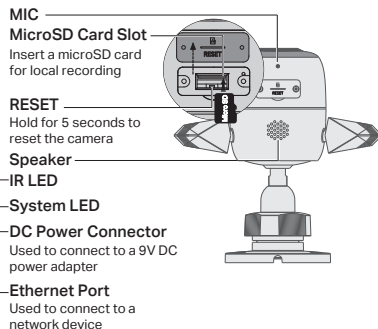 MIC
MicroSD Card Slot
Insert a microSD card
for local recording
RESET
Hold for 5 seconds to
reset the camera
Speaker
IR LED
System LED
DC Power Connector
Used to connect to a 9V DC
power adapter
Ethernet Port
Used to connect to a
network device
RESET
RESET